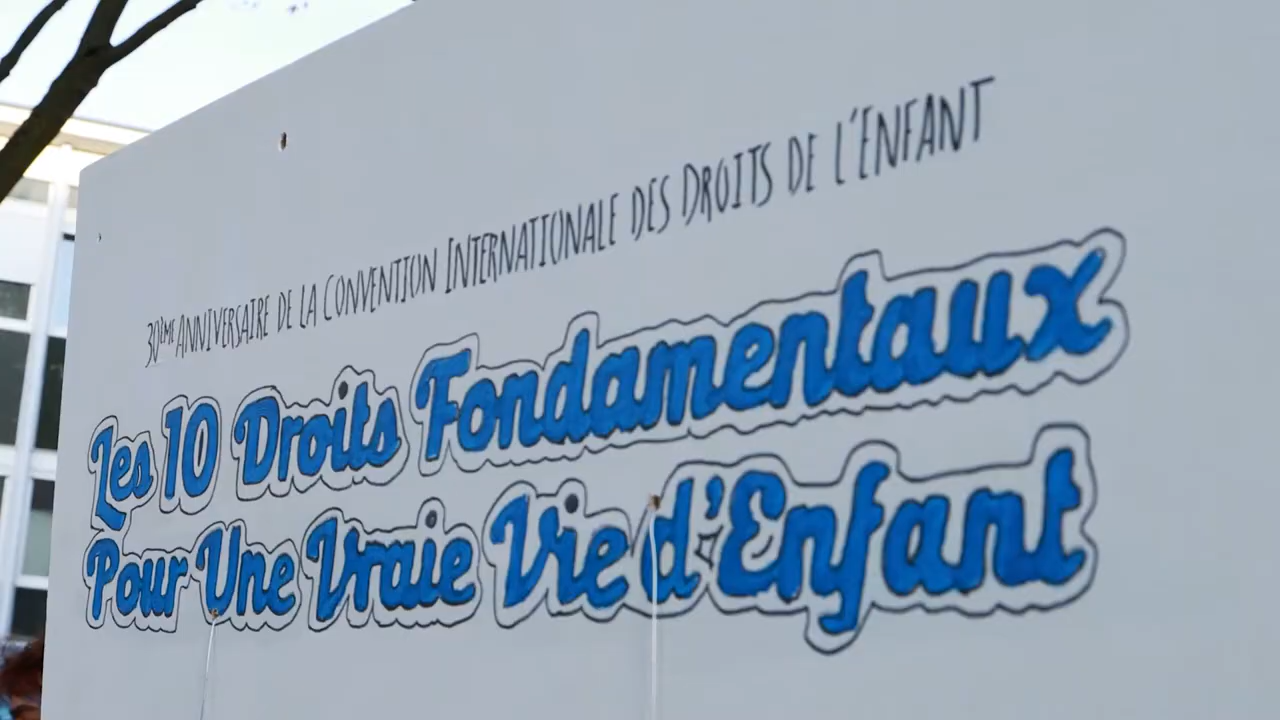 30ÈME ANNIVERSAIRE DE LA CONVENTION INTERNATIONALE DES DROITS DE L'ENFANT
Les 10 Droits Fondamentaux
Pour Une Vraie Vie d'Enfant